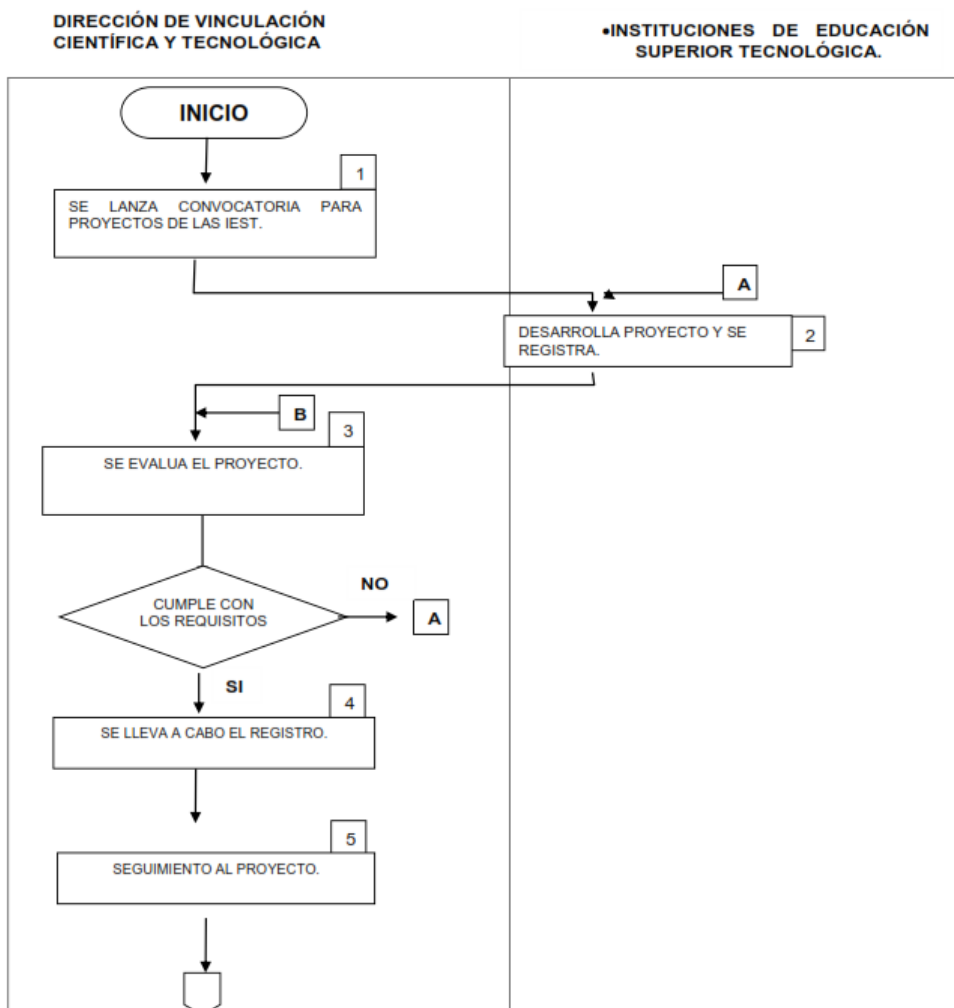 DIRECCIÓN DE VINCULACIÓN
CIENTÍFICA Y TECNOLÓGICA
•INSTITUCIONES DE EDUCACIÓN
SUPERIOR TECNOLÓGICA.
INICIO
1
SE LANZA CONVOCATORIA PARA
PROYECTOS DE LAS IEST.
A
DESARROLLA PROYECTO Y SE
REGISTRA.
2
B
3
SE EVALUA EL PROYECTO.
NO
CUMPLE CON
LOS REQUISITOS
A
SI
4
SE LLEVA A CABO EL REGISTRO.
5
SEGUIMIENTO AL PROYECTO.